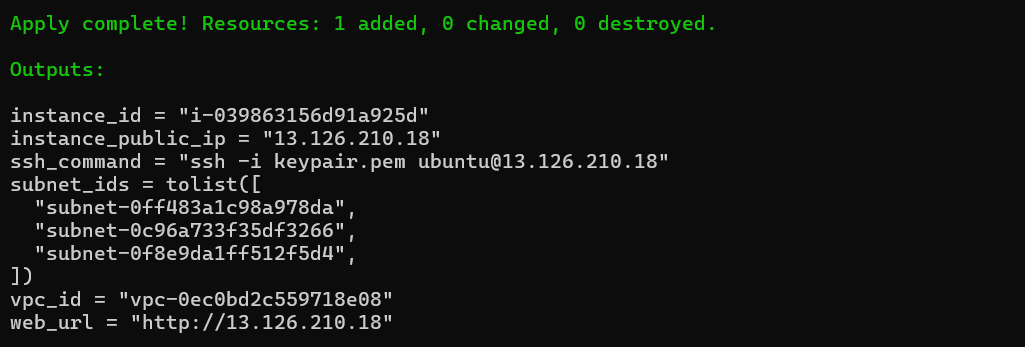 Apply complete! Resources: 1 added, 0 changed, 0 destroyed.
Outputs:
instance_id = "i-039863156d91a925d"
instance_public_ip = "13.126.210.18"
ssh_command = "ssh -i keypair.pem ubuntu@13.126.210.18"
subnet_ids = tolist([
  "subnet-0ff483a1c98a978da",
  "subnet-0c96a733f35df3266",
  "subnet-0f8e9da1ff512f5d4",
])
vpc_id = "vpc-0ec0bd2c559718e08"
web_url = "http://13.126.210.18"